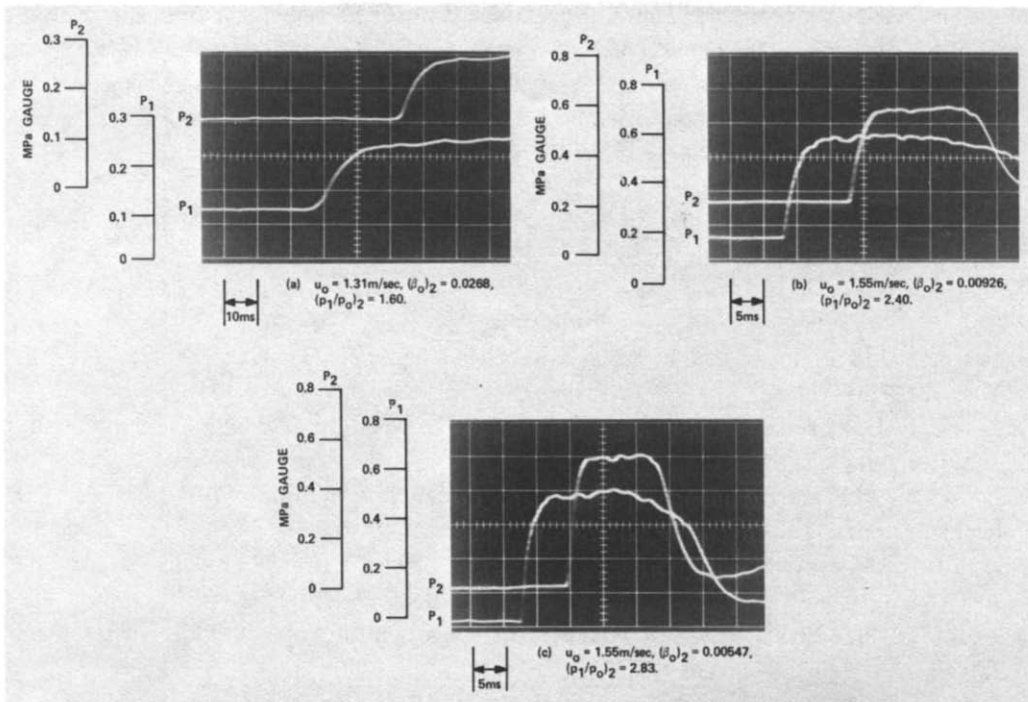 P2
0.3
0.2
0.1
0
MPa GAUGE
P1
0.3
0.2
0.1
0
P2
P1
10ms
(a) uo = 1.31m/sec, (βo)2 = 0.0268,
(p1/po)2 = 1.60.
P2
0.8
0.6
0.4
0.2
0
MPa GAUGE
P1
0.8
0.6
0.4
0.2
0
P2
P1
5ms
(b) uo = 1.55m/sec, (βo)2 = 0.00926,
(p1/po)2 = 2.40.
P2
0.8
0.6
0.4
0.2
0
MPa GAUGE
P1
0.8
0.6
0.4
0.2
0
P2
P1
5ms
(c) uo = 1.55m/sec, (βo)2 = 0.00547,
(p1/po)2 = 2.83.